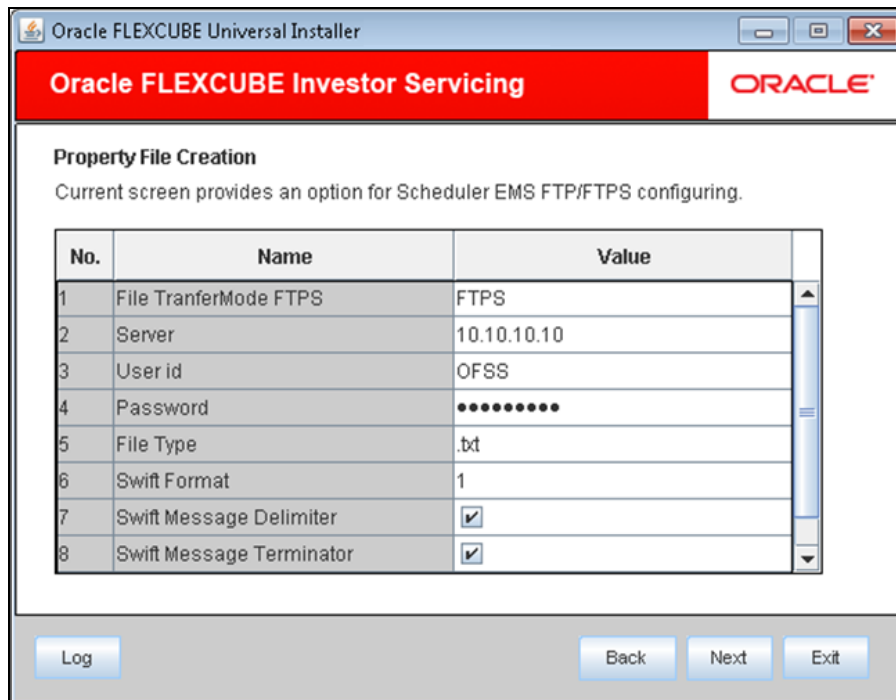 Oracle FLEXCUBE Universal Installer
Oracle FLEXCUBE Investor Servicing
ORACLE
Property File Creation
Current screen provides an option for Scheduler EMS FTP/FTPS configuring.
No. Name Value
1 File TranferMode FTPS FTPS
2 Server 10.10.10.10
3 User id OFSS
4 Password •••••••••
5 File Type .txt
6 Swift Format 1
7 Swift Message Delimiter
8 Swift Message Terminator
Log Back Next Exit